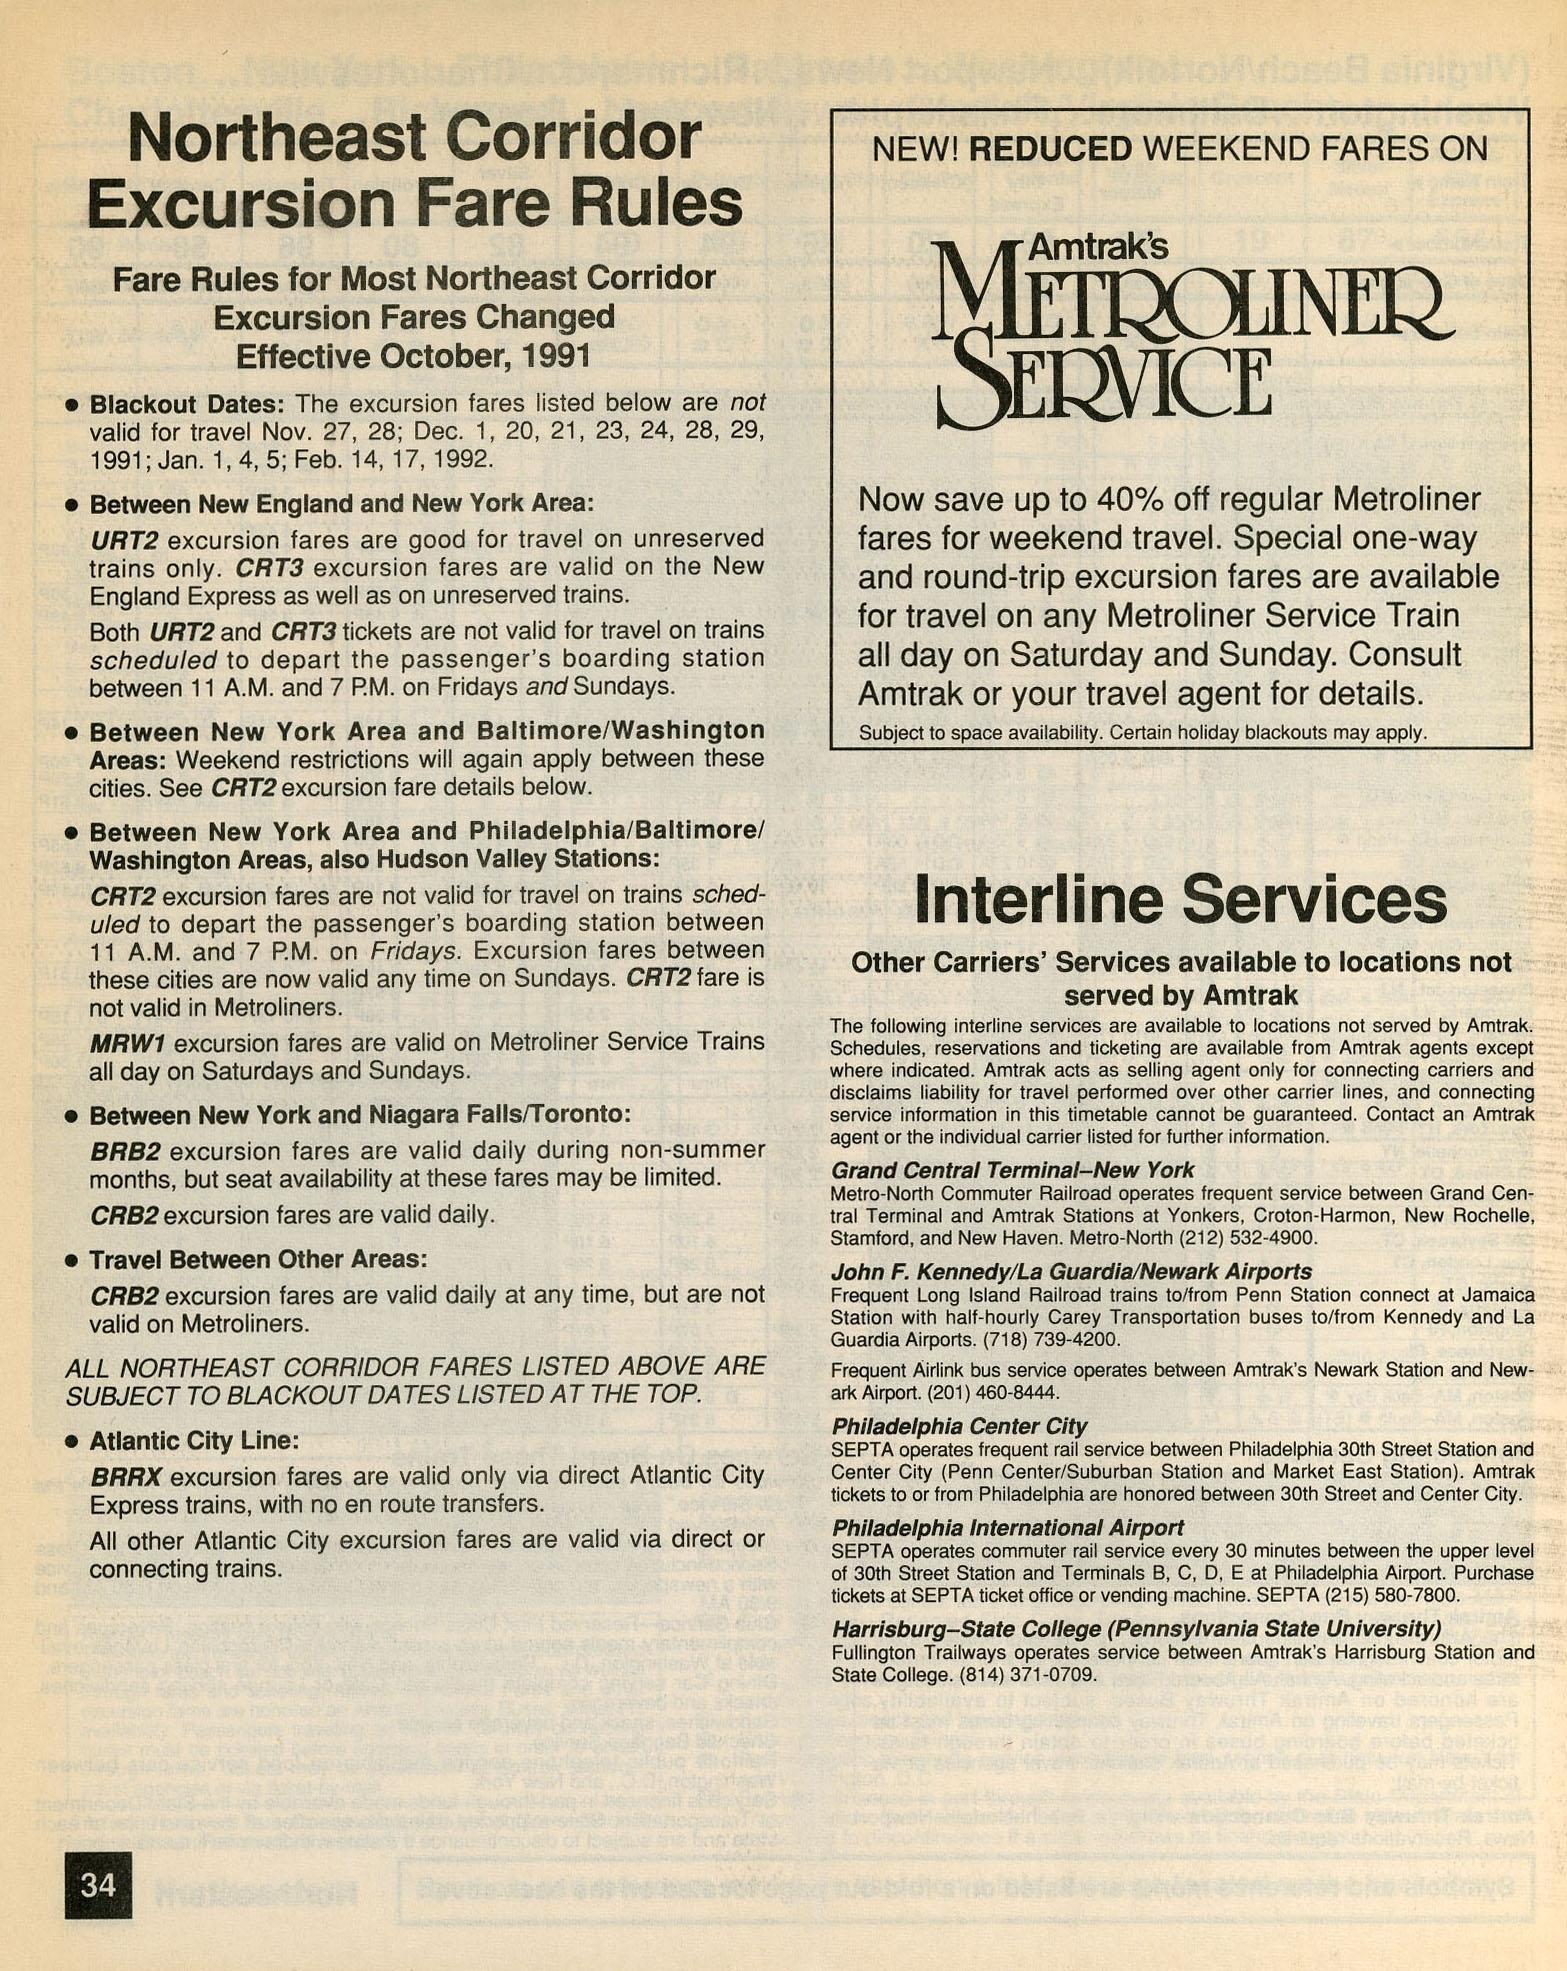 Northeast Corridor
Excursion Fare Rules
Fare Rules for Most Northeast Corridor
Excursion Fares Changed
Effective October, 1991
● Blackout Dates: The excursion fares listed below are not
valid for travel Nov. 27, 28; Dec. 1, 20, 21, 23, 24, 28, 29,
1991; Jan. 1, 4, 5; Feb. 14, 17, 1992.
● Between New England and New York Area:
URT2 excursion fares are good for travel on unreserved
trains only. CRT3 excursion fares are valid on the New
England Express as well as on unreserved trains.
Both URT2 and CRT3 tickets are not valid for travel on trains
scheduled to depart the passenger's boarding station
between 11 A.M. and 7 P.M. on Fridays and Sundays.
● Between New York Area and Baltimore/Washington
Areas: Weekend restrictions will again apply between these
cities. See CRT2 excursion fare details below.
● Between New York Area and Philadelphia/Baltimore/
Washington Areas, also Hudson Valley Stations:
CRT2 excursion fares are not valid for travel on trains sched-
uled to depart the passenger's boarding station between
11 A.M. and 7 P.M. on Fridays. Excursion fares between
these cities are now valid any time on Sundays. CRT2 fare is
not valid in Metroliners.
MRW1 excursion fares are valid on Metroliner Service Trains
all day on Saturdays and Sundays.
● Between New York and Niagara Falls/Toronto:
BRB2 excursion fares are valid daily during non-summer
months, but seat availability at these fares may be limited.
CRB2 excursion fares are valid daily.
● Travel Between Other Areas:
CRB2 excursion fares are valid daily at any time, but are not
valid on Metroliners.
ALL NORTHEAST CORRIDOR FARES LISTED ABOVE ARE
SUBJECT TO BLACKOUT DATES LISTED AT THE TOP.
● Atlantic City Line:
BRRX excursion fares are valid only via direct Atlantic City
Express trains, with no en route transfers.
All other Atlantic City excursion fares are valid via direct or
connecting trains.
34
NEW! REDUCED WEEKEND FARES ON
Amtrak's
METROLINER
SERVICE
Now save up to 40% off regular Metroliner
fares for weekend travel. Special one-way
and round-trip excursion fares are available
for travel on any Metroliner Service Train
all day on Saturday and Sunday. Consult
Amtrak or your travel agent for details.
Subject to space availability. Certain holiday blackouts may apply.
Interline Services
Other Carriers' Services available to locations not
served by Amtrak
The following interline services are available to locations not served by Amtrak.
Schedules, reservations and ticketing are available from Amtrak agents except
where indicated. Amtrak acts as selling agent only for connecting carriers and
disclaims liability for travel performed over other carrier lines, and connecting
service information in this timetable cannot be guaranteed. Contact an Amtrak
agent or the individual carrier listed for further information.
Grand Central Terminal–New York
Metro-North Commuter Railroad operates frequent service between Grand Cen-
tral Terminal and Amtrak Stations at Yonkers, Croton-Harmon, New Rochelle,
Stamford, and New Haven. Metro-North (212) 532-4900.
John F. Kennedy/La Guardia/Newark Airports
Frequent Long Island Railroad trains to/from Penn Station connect at Jamaica
Station with half-hourly Carey Transportation buses to/from Kennedy and La
Guardia Airports. (718) 739-4200.
Frequent Airlink bus service operates between Amtrak's Newark Station and New-
ark Airport. (201) 460-8444.
Philadelphia Center City
SEPTA operates frequent rail service between Philadelphia 30th Street Station and
Center City (Penn Center/Suburban Station and Market East Station). Amtrak
tickets to or from Philadelphia are honored between 30th Street and Center City.
Philadelphia International Airport
SEPTA operates commuter rail service every 30 minutes between the upper level
of 30th Street Station and Terminals B, C, D, E at Philadelphia Airport. Purchase
tickets at SEPTA ticket office or vending machine. SEPTA (215) 580-7800.
Harrisburg–State College (Pennsylvania State University)
Fullington Trailways operates service between Amtrak's Harrisburg Station and
State College. (814) 371-0709.